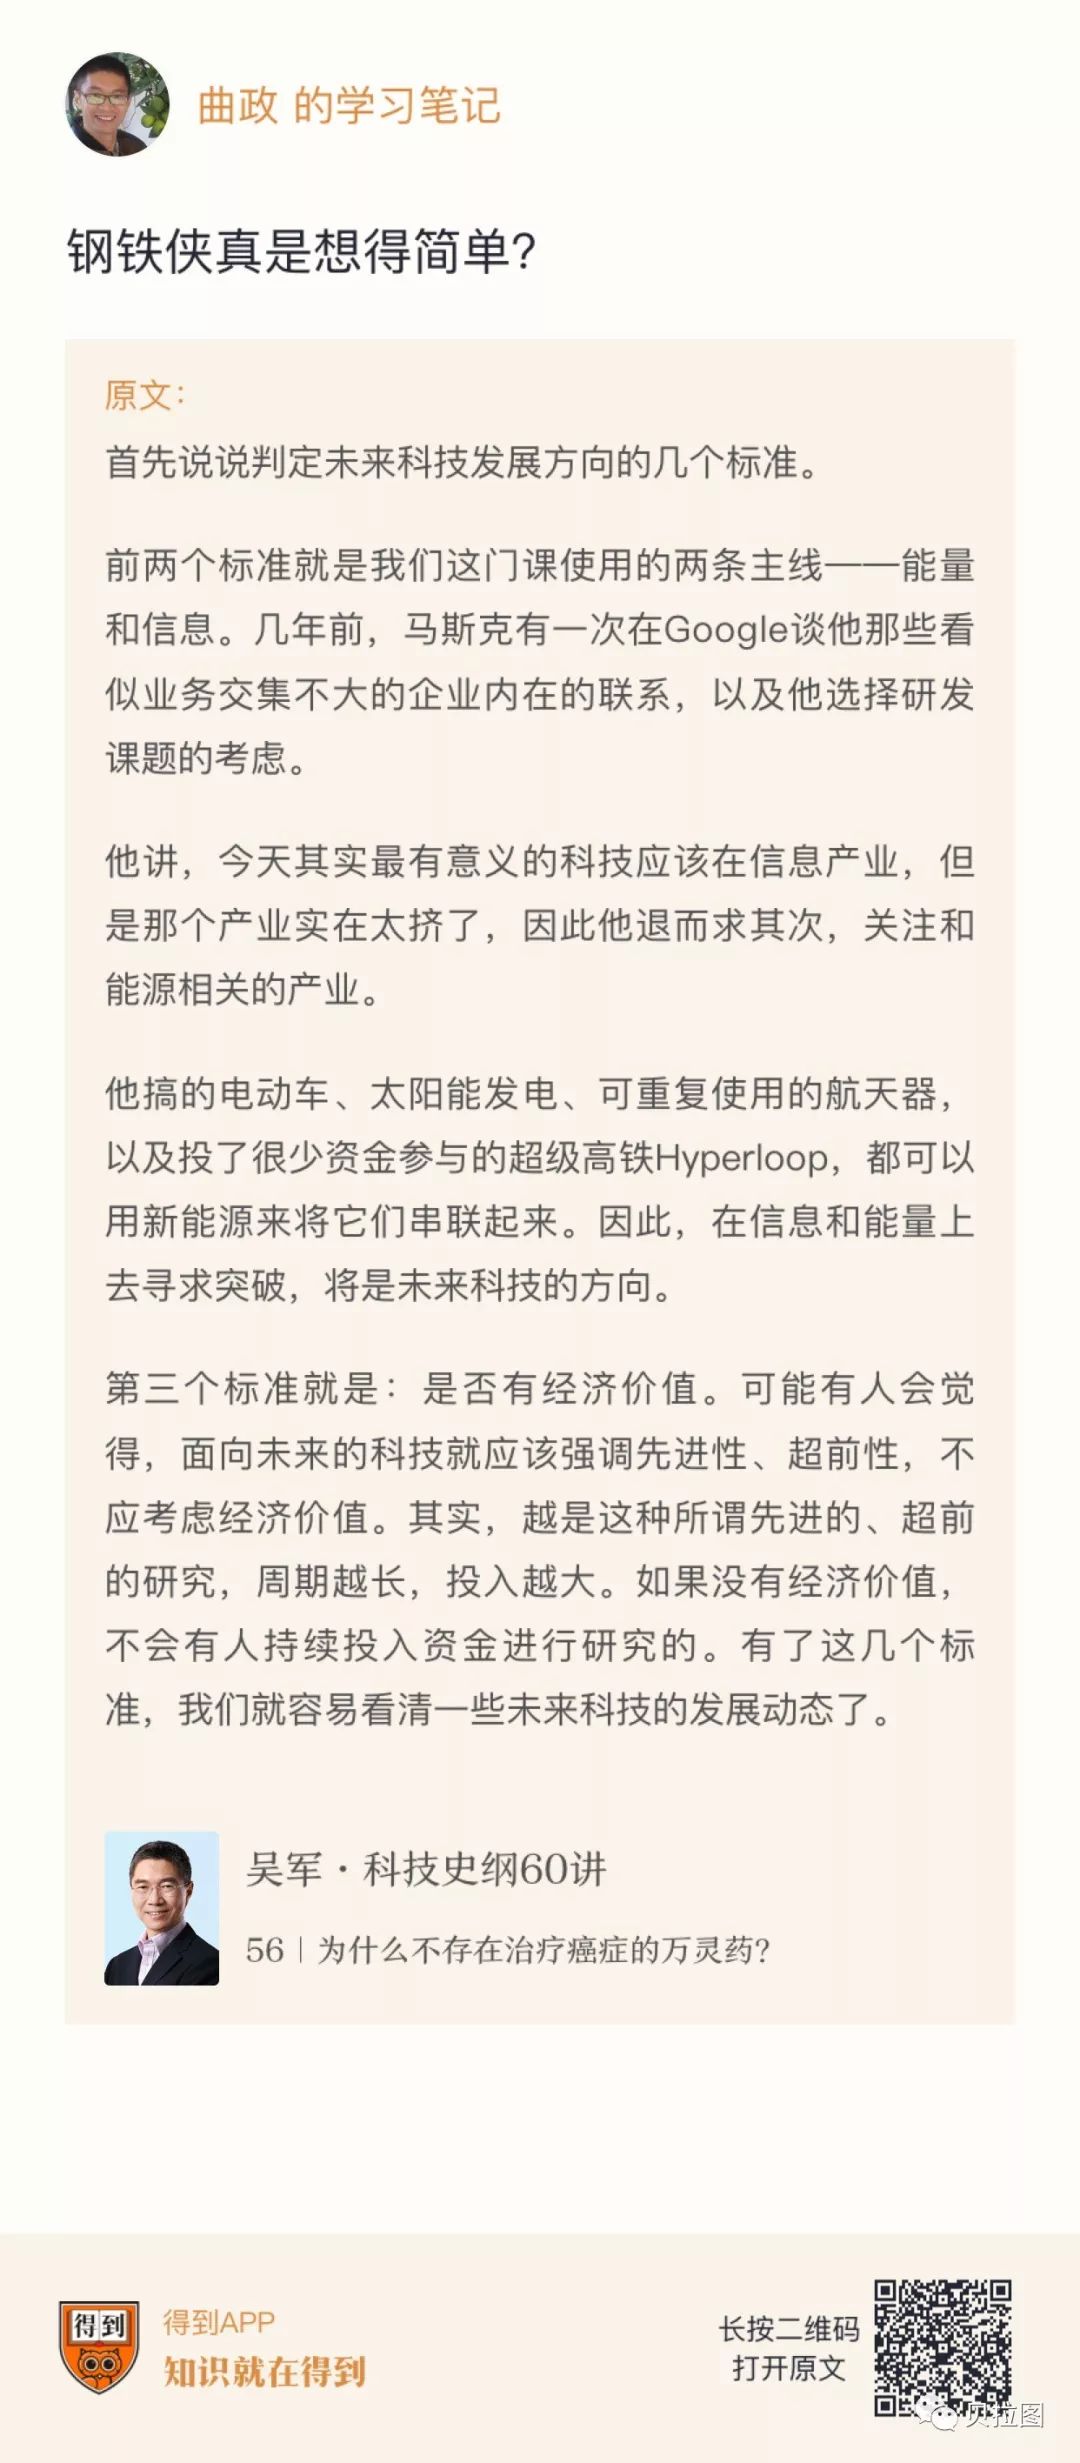 曲政 的学习笔记
钢铁侠真是想得简单？
原文：
首先说说判定未来科技发展方向的几个标准。
前两个标准就是我们这门课使用的两条主线——能量
和信息。几年前，马斯克有一次在Google谈他那些看
似业务交集不大的企业内在的联系，以及他选择研发
课题的考虑。
他讲，今天其实最有意义的科技应该在信息产业，但
是那个产业实在太挤了，因此他退而求其次，关注和
能源相关的产业。
他搞的电动车、太阳能发电、可重复使用的航天器，
以及投了很少资金参与的超级高铁Hyperloop，都可以
用新能源来将它们串联起来。因此，在信息和能量上
去寻求突破，将是未来科技的方向。
第三个标准就是：是否有经济价值。可能有人会觉
得，面向未来的科技就应该强调先进性、超前性，不
应考虑经济价值。其实，越是这种所谓先进的、超前
的研究，周期越长，投入越大。如果没有经济价值，
不会有人持续投入资金进行研究的。有了这几个标
准，我们就容易看清一些未来科技的发展动态了。
吴军·科技史纲60讲
56｜为什么不存在治疗癌症的万灵药？
得到
得到APP
知识就在得到
长按二维码
打开原文
贝拉图